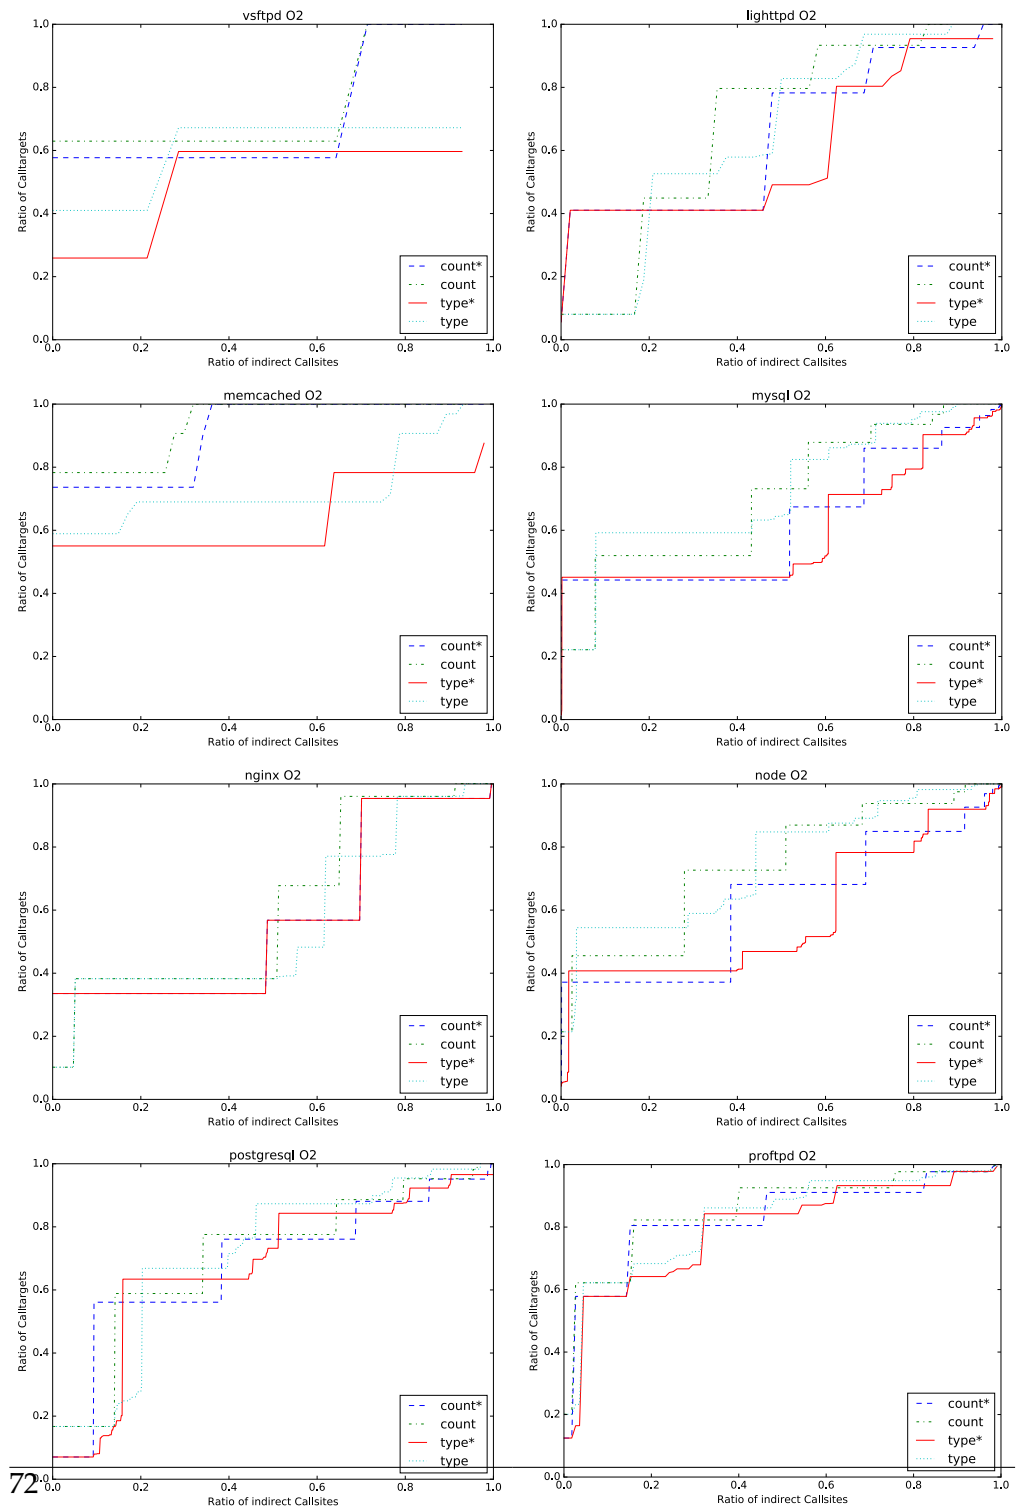 vsftpd O2
1.0
0.8
0.6
0.4
0.2
0.0
Ratio of Calltargets
0.0 0.2 0.4 0.6 0.8 1.0
Ratio of indirect Callsites
count*
count
type*
type
lighttpd O2
1.0
0.8
0.6
0.4
0.2
0.0
Ratio of Calltargets
0.0 0.2 0.4 0.6 0.8 1.0
Ratio of indirect Callsites
count*
count
type*
type
memcached O2
1.0
0.8
0.6
0.4
0.2
0.0
Ratio of Calltargets
0.0 0.2 0.4 0.6 0.8 1.0
Ratio of indirect Callsites
count*
count
type*
type
mysql O2
1.0
0.8
0.6
0.4
0.2
0.0
Ratio of Calltargets
0.0 0.2 0.4 0.6 0.8 1.0
Ratio of indirect Callsites
count*
count
type*
type
nginx O2
1.0
0.8
0.6
0.4
0.2
0.0
Ratio of Calltargets
0.0 0.2 0.4 0.6 0.8 1.0
Ratio of indirect Callsites
count*
count
type*
type
node O2
1.0
0.8
0.6
0.4
0.2
0.0
Ratio of Calltargets
0.0 0.2 0.4 0.6 0.8 1.0
Ratio of indirect Callsites
count*
count
type*
type
postgresql O2
1.0
0.8
0.6
0.4
0.2
0.0
Ratio of Calltargets
0.0 0.2 0.4 0.6 0.8 1.0
Ratio of indirect Callsites
count*
count
type*
type
proftpd O2
1.0
0.8
0.6
0.4
0.2
0.0
Ratio of Calltargets
0.0 0.2 0.4 0.6 0.8 1.0
Ratio of indirect Callsites
count*
count
type*
type
72